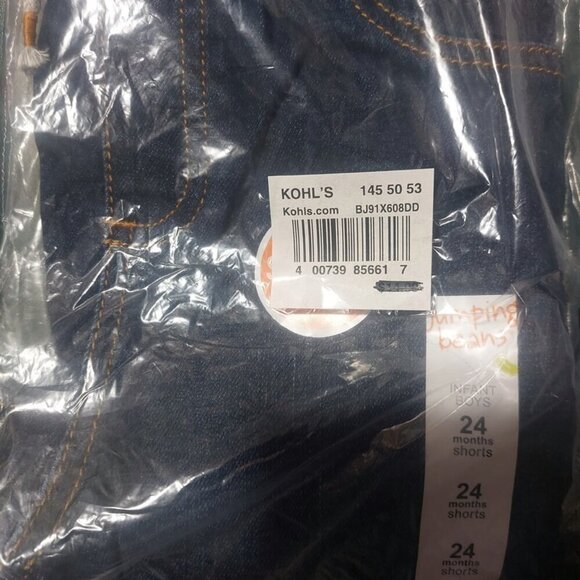 KOHL'S 145 50 53
Kohls.com BJ91X608DD
4 00739 85661 7
jumping
beans
INFANT
BOYS
24
months
shorts
24
months
shorts
24
months
shorts